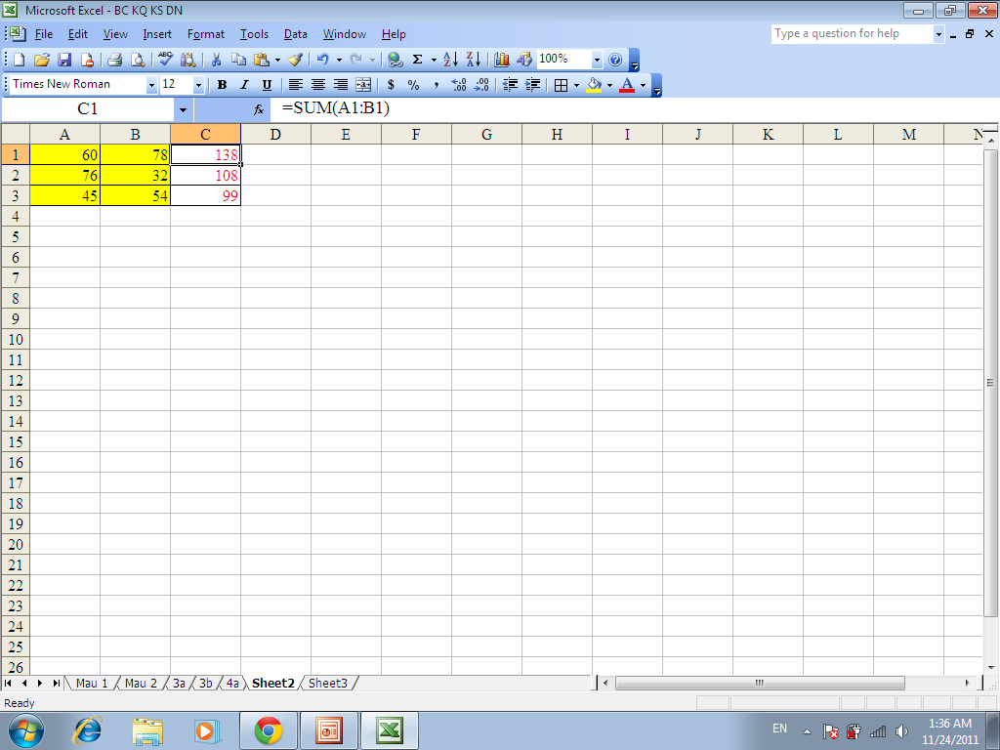 Microsoft Excel - BC KQ KS DN
File Edit View Insert Format Tools Data Window Help
Type a question for help
100%
Times New Roman 12 B I U $ % ,
C1 fx =SUM(A1:B1)
A B C D E F G H I J K L M N
1 60 78 138
2 76 32 108
3 45 54 99
4
5
6
7
8
9
10
11
12
13
14
15
16
17
18
19
20
21
22
23
24
25
26
Mau 1 Mau 2 3a 3b 4a Sheet2 Sheet3
Ready
EN
1:36 AM
11/24/2011